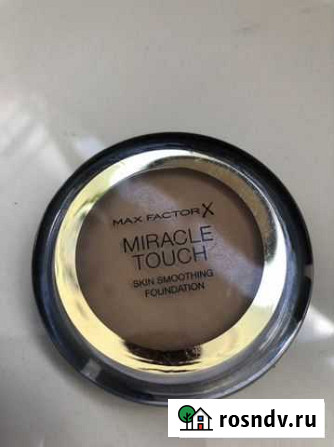 MAX FACTOR X
MIRACLE
TOUCH
SKIN SMOOTHING
FOUNDATION
rosndv.ru